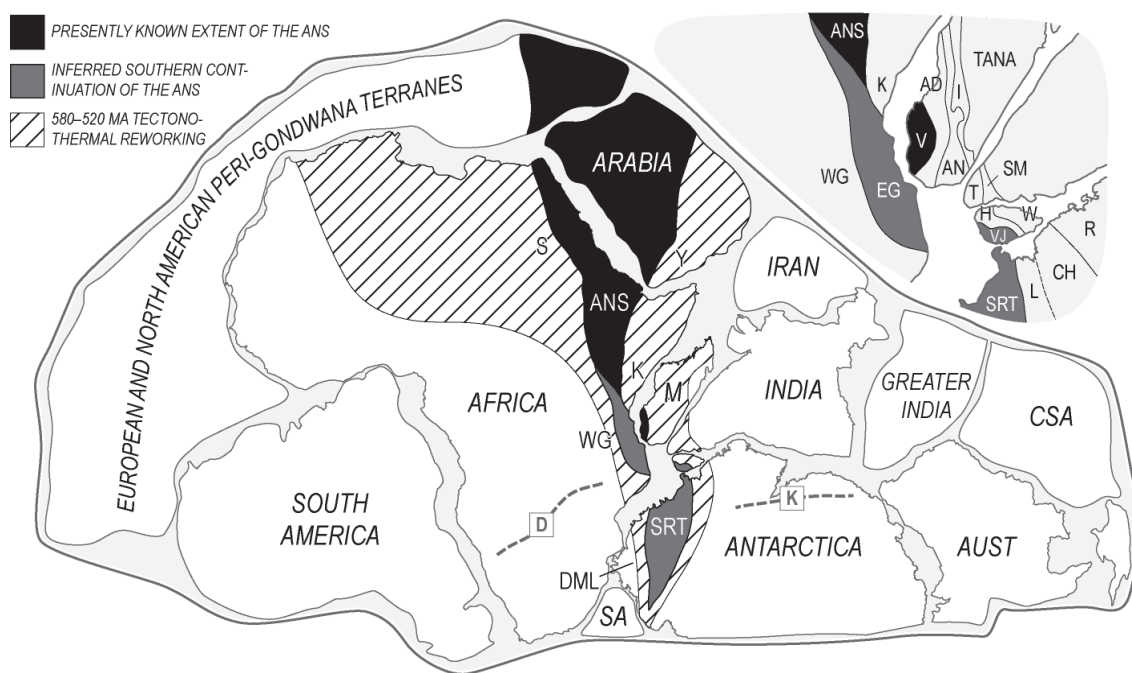 PRESENTLY KNOWN EXTENT OF THE ANS
INFERRED SOUTHERN CONT-
INUATION OF THE ANS
580–520 MA TECTONO-
THERMAL REWORKING
EUROPEAN AND NORTH AMERICAN PERI-GONDWANA TERRANES
ARABIA
S
Y
ANS
IRAN
K
M
AFRICA
INDIA
GREATER
INDIA
CSA
WG
SOUTH
AMERICA
D
K
SRT
ANTARCTICA
AUST
DML
SA
ANS
K
AD
I
TANA
V
WG
EG
AN
SM
T
H
W
VJ
R
CH
L
SRT